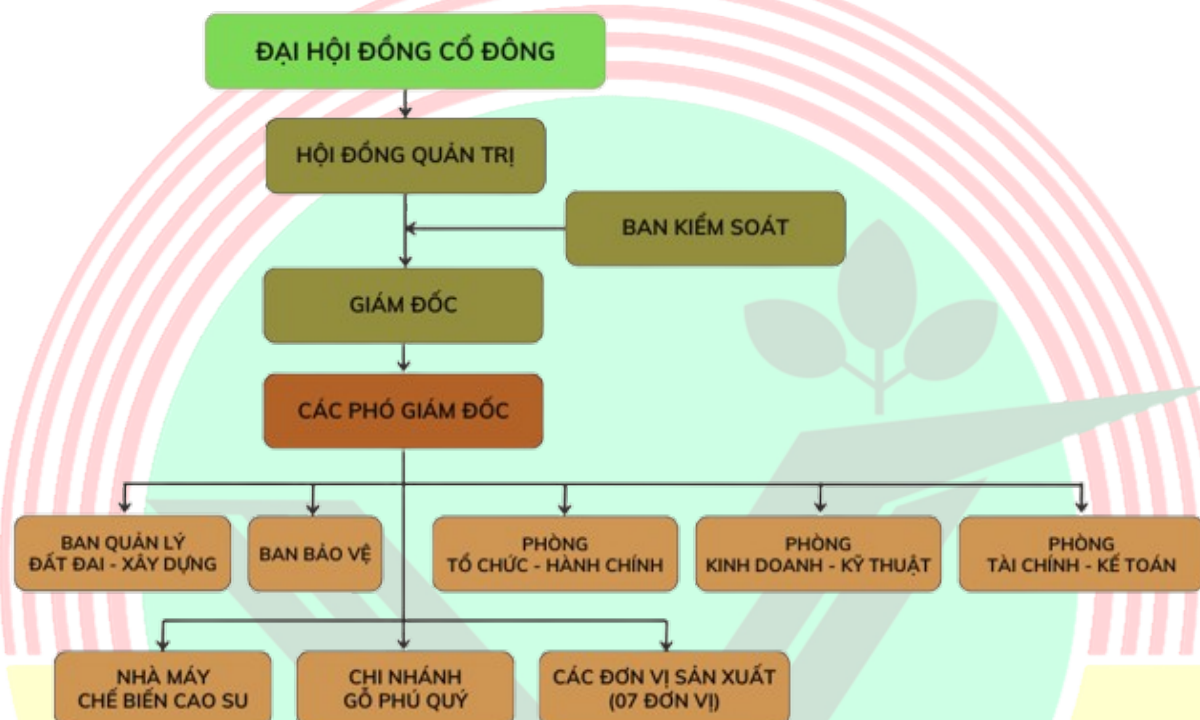 ĐẠI HỘI ĐỒNG CỔ ĐÔNG
HỘI ĐỒNG QUẢN TRỊ
BAN KIỂM SOÁT
GIÁM ĐỐC
CÁC PHÓ GIÁM ĐỐC
BAN QUẢN LÝ
ĐẤT ĐAI - XÂY DỰNG
BAN BẢO VỆ
PHÒNG
TỔ CHỨC - HÀNH CHÍNH
PHÒNG
KINH DOANH - KỸ THUẬT
PHÒNG
TÀI CHÍNH - KẾ TOÁN
NHÀ MÁY
CHẾ BIẾN CAO SU
CHI NHÁNH
GỖ PHÚ QUÝ
CÁC ĐƠN VỊ SẢN XUẤT
(07 ĐƠN VỊ)